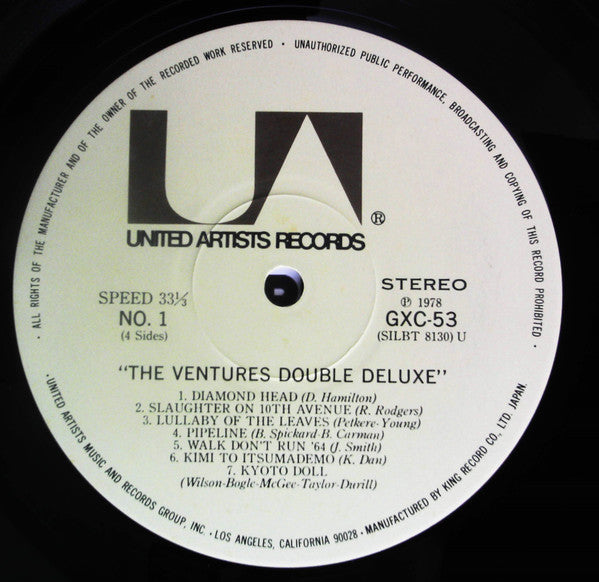 ALL RIGHTS OF THE MANUFACTURER AND OF THE OWNER OF THE RECORDED WORK RESERVED · UNAUTHORIZED PUBLIC PERFORMANCE, BROADCASTING AND COPYING OF THIS RECORD PROHIBITED ·
UA®
UNITED ARTISTS RECORDS
SPEED 33⅓
NO. 1
(4 Sides)
STEREO
℗ 1978
GXC-53
(SILBT 8130) U
"THE VENTURES DOUBLE DELUXE"
1. DIAMOND HEAD (D. Hamilton)
2. SLAUGHTER ON 10TH AVENUE (R. Rodgers)
3. LULLABY OF THE LEAVES (Petkere-Young)
4. PIPELINE (B. Spickard-B. Carman)
5. WALK DON'T RUN '64 (J. Smith)
6. KIMI TO ITSUMADEMO (K. Dan)
7. KYOTO DOLL
(Wilson-Bogle-McGee-Taylor-Durill)
· UNITED ARTISTS MUSIC AND RECORDS GROUP, INC. · LOS ANGELES, CALIFORNIA 90028 · MANUFACTURED BY KING RECORD CO., LTD. JAPAN.